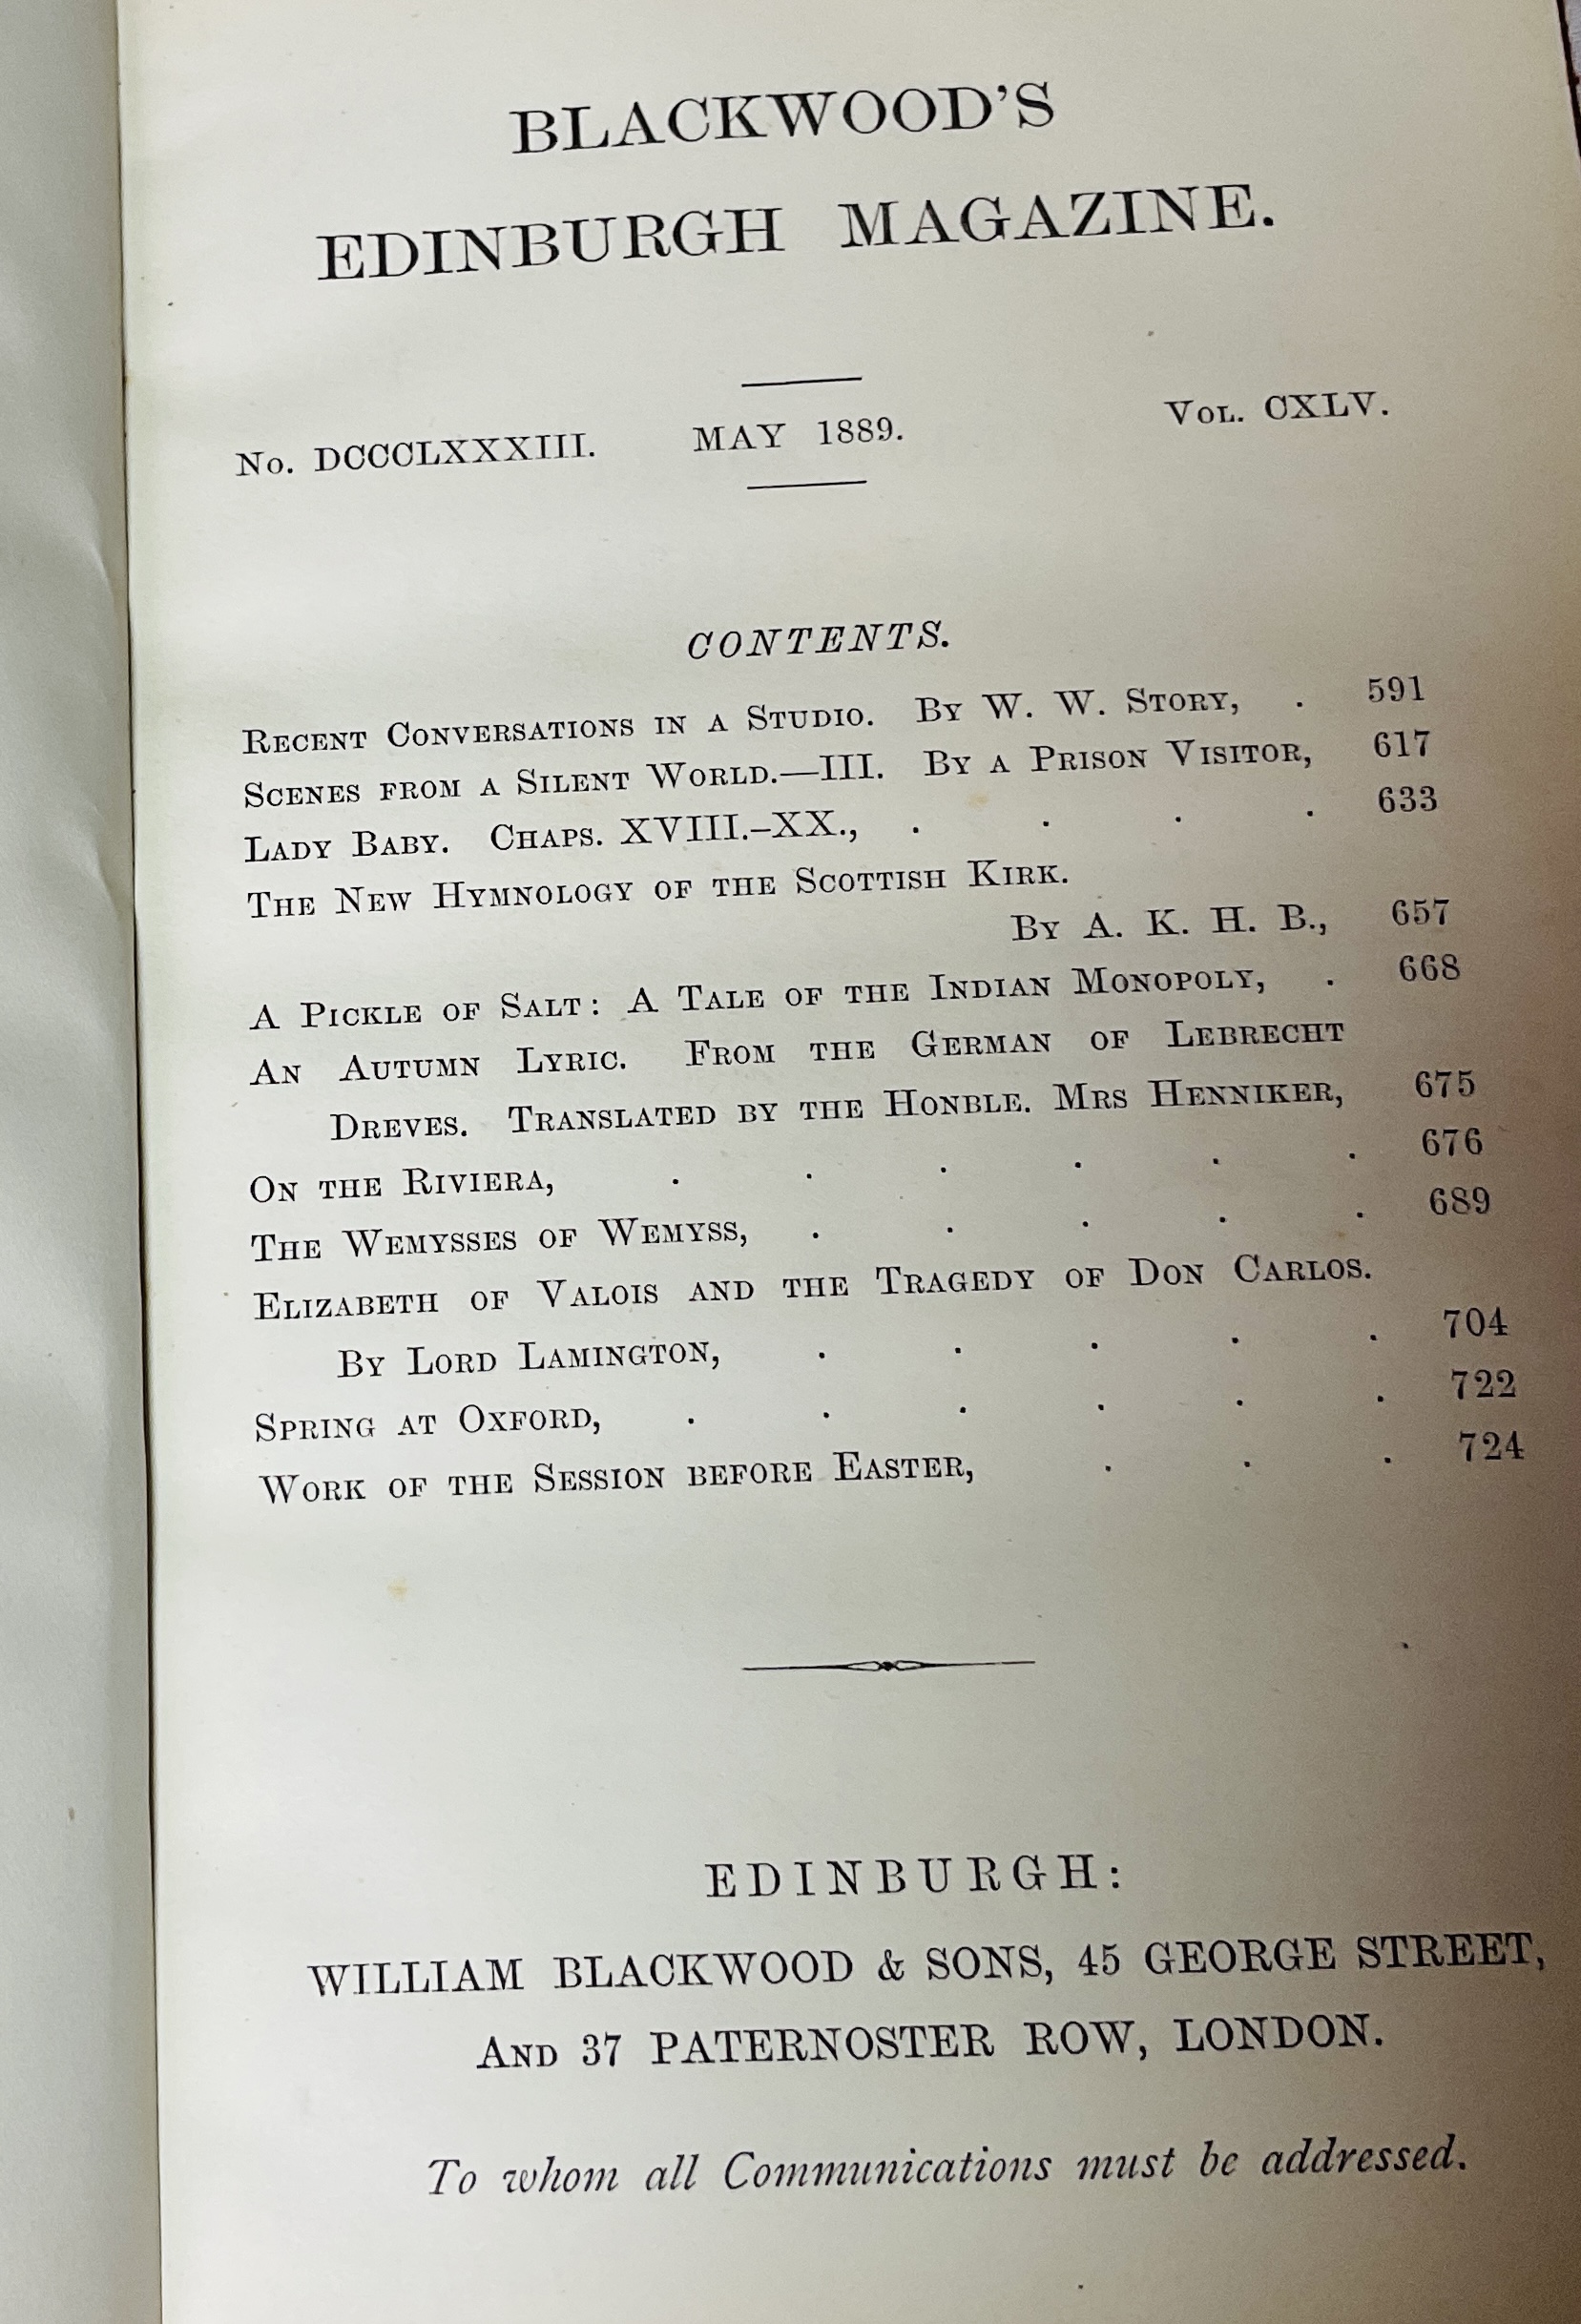 BLACKWOOD'S
EDINBURGH MAGAZINE.
No. DCCCLXXXIII. MAY 1889. Vol. CXLV.
CONTENTS.
Recent Conversations in a Studio. By W. W. Story, . 591
Scenes from a Silent World.—III. By a Prison Visitor, 617
Lady Baby. Chaps. XVIII.–XX., . . . . 633
The New Hymnology of the Scottish Kirk.
By A. K. H. B., 657
A Pickle of Salt: A Tale of the Indian Monopoly, . 668
An Autumn Lyric. From the German of Lebrecht
Dreves. Translated by the Honble. Mrs Henniker, 675
On the Riviera, . . . . . . 676
The Wemysses of Wemyss, . . . . . 689
Elizabeth of Valois and the Tragedy of Don Carlos.
By Lord Lamington, . . . . . 704
Spring at Oxford, . . . . . . 722
Work of the Session before Easter, . . . 724
EDINBURGH:
WILLIAM BLACKWOOD & SONS, 45 GEORGE STREET,
And 37 PATERNOSTER ROW, LONDON.
To whom all Communications must be addressed.